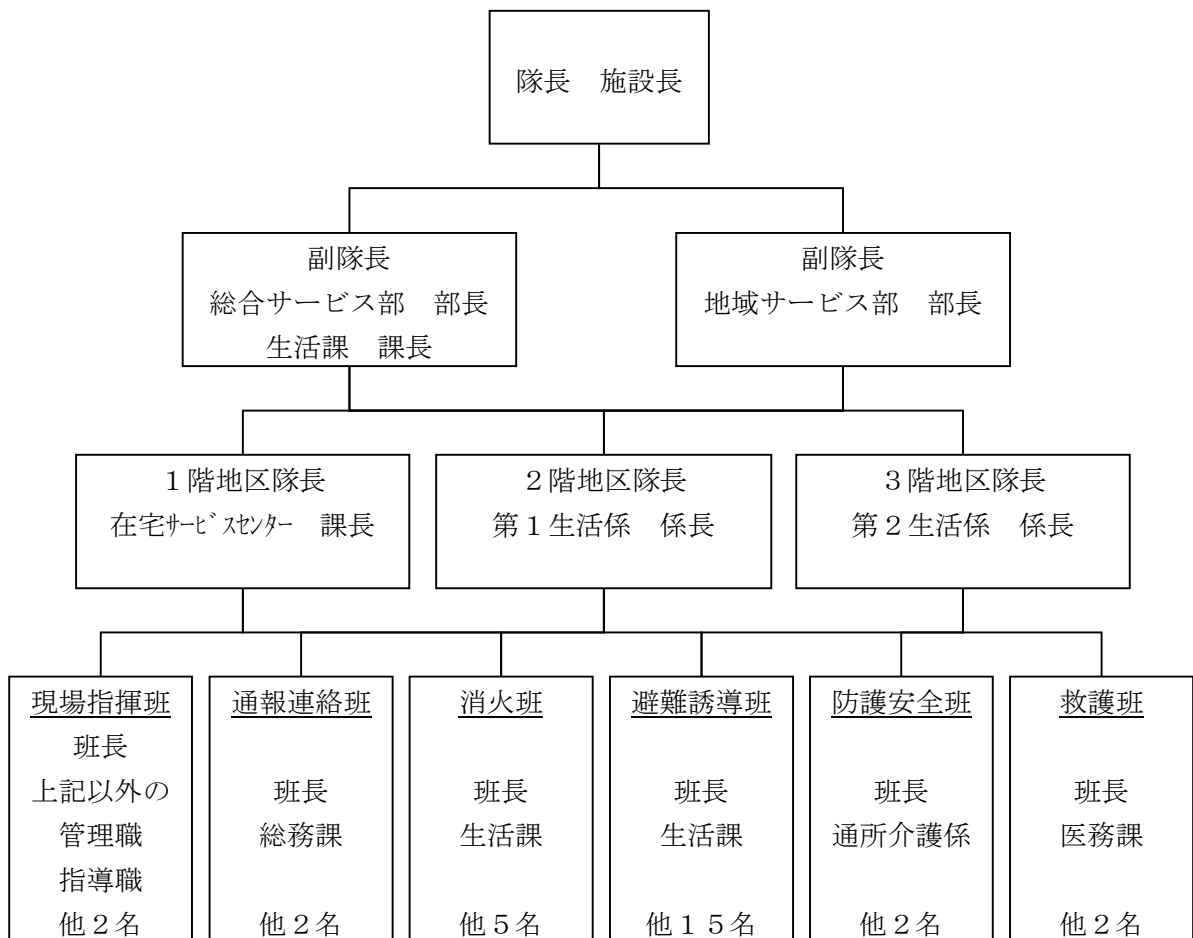 隊長　施設長
副隊長
総合サービス部　部長
生活課　課長
副隊長
地域サービス部　部長
１階地区隊長
在宅ｻｰﾋﾞｽｾﾝﾀｰ　課長
２階地区隊長
第１生活係　係長
３階地区隊長
第２生活係　係長
現場指揮班
班長
上記以外の
管理職
指導職
他２名
通報連絡班
班長
総務課
他２名
消火班
班長
生活課
他５名
避難誘導班
班長
生活課
他１５名
防護安全班
班長
通所介護係
他２名
救護班
班長
医務課
他２名